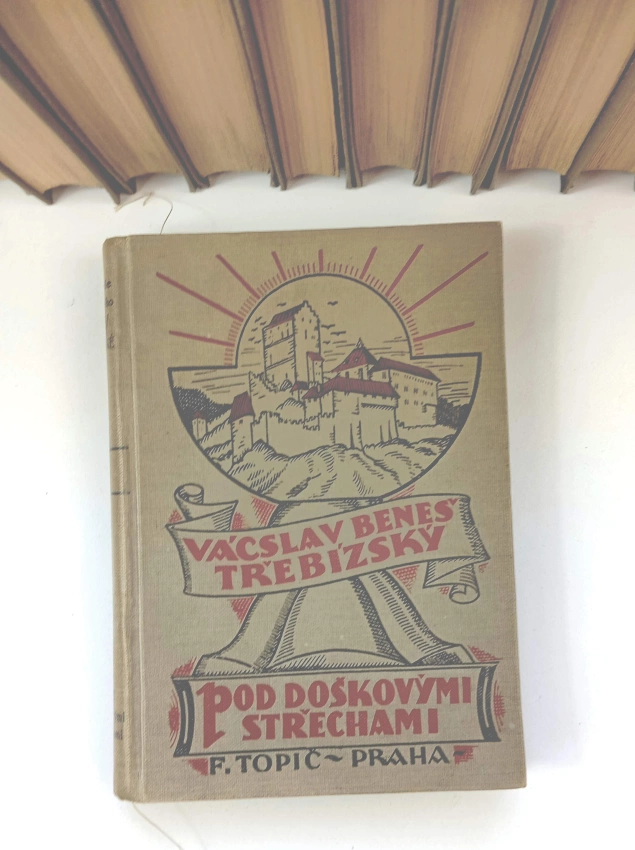 VÁCSLAV BENEŠ
TŘEBÍZSKÝ
POD DOŠKOVÝMI
STŘECHAMI
F. TOPIČ ~ PRAHA ~